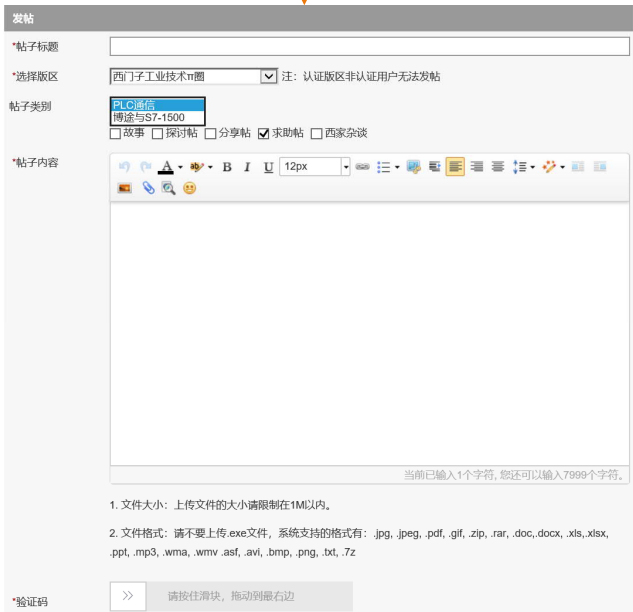 发帖
*帖子标题
*选择版区 西门子工业技术π圈 注：认证版区非认证用户无法发帖
帖子类别 PLC通信
博途与S7-1500
故事 探讨帖 分享帖 求助帖 西家杂谈
*帖子内容
A ab B I U 12px
当前已输入1个字符, 您还可以输入7999个字符。
1. 文件大小：上传文件的大小请限制在1M以内。
2. 文件格式：请不要上传.exe文件，系统支持的格式有：.jpg, .jpeg, .pdf, .gif, .zip, .rar, .doc,.docx, .xls,.xlsx,
.ppt, .mp3, .wma, .wmv .asf, .avi, .bmp, .png, .txt, .7z
*验证码 >> 请按住滑块，拖动到最右边